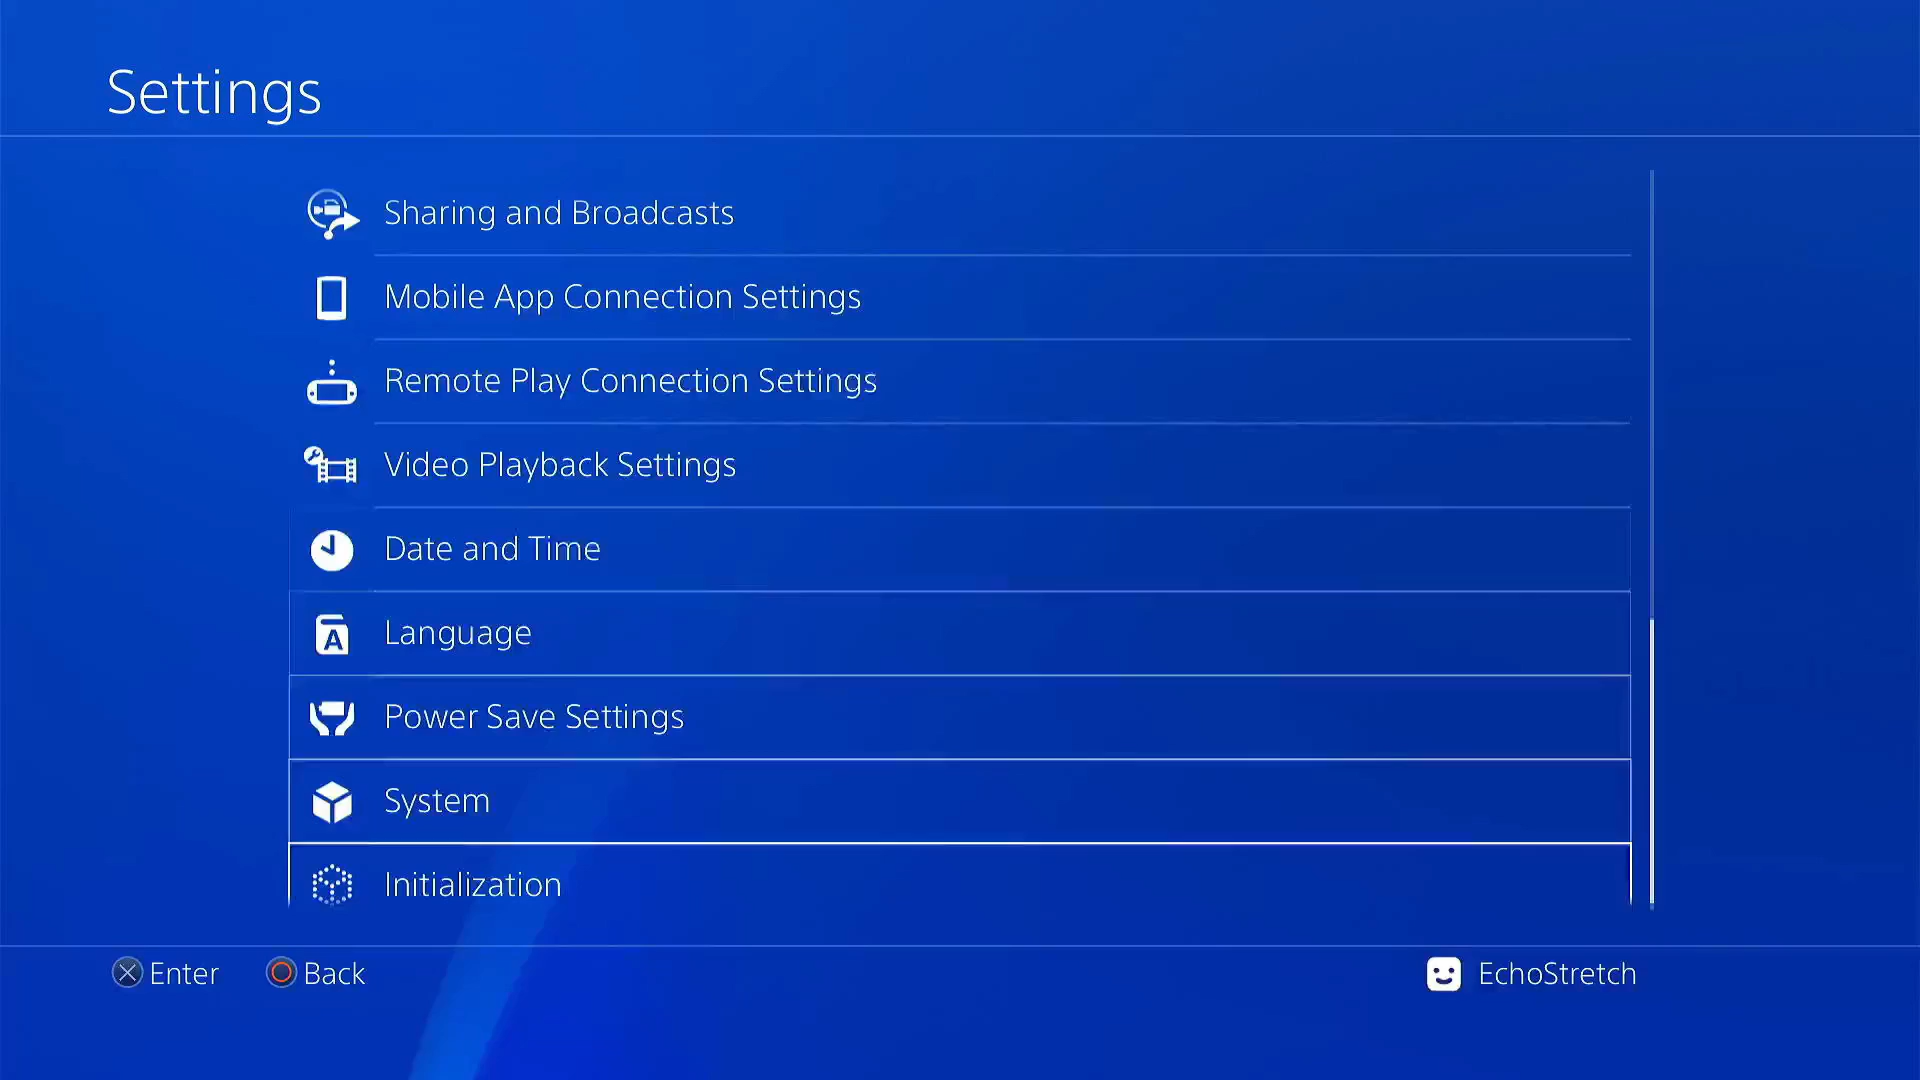 Settings
Sharing and Broadcasts
Mobile App Connection Settings
Remote Play Connection Settings
Video Playback Settings
Date and Time
Language
Power Save Settings
System
Initialization
Enter Back EchoStretch